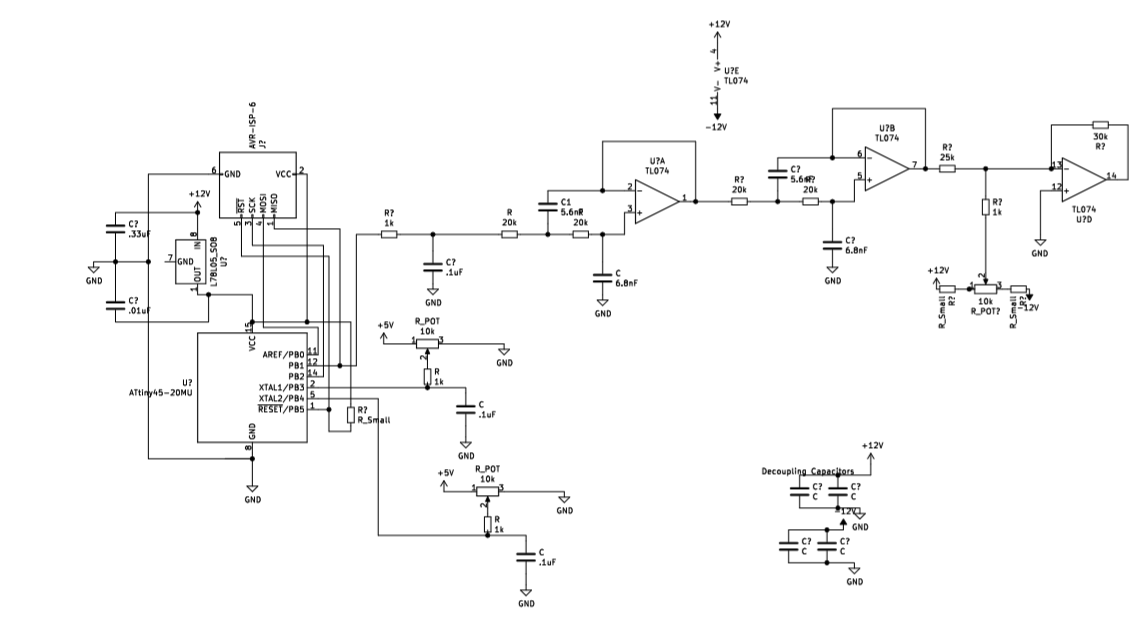 +12V
4
V+
U?E
TL074
V-
11
-12V
AVR-ISP-6
J?
6
GND
VCC
2
RST
SCK
MOSI
MISO
5
3
4
1
+12V
C?
.33uF
8
IN
7
GND
OUT
1
L78L05_SO8
U?
GND
C?
.01uF
15
VCC
U?
ATtiny45-20MU
AREF/PB0
11
PB1
12
PB2
14
XTAL1/PB3
2
XTAL2/PB4
5
RESET/PB5
1
GND
8
GND
R?
R_Small
R?
1k
C?
.1uF
GND
R
20k
C1
5.6nF
R
20k
C
6.8nF
GND
U?A
TL074
2
3
1
R?
20k
C?
5.6nF
R?
20k
C?
6.8nF
GND
U?B
TL074
6
5
7
R?
25k
R?
1k
30k
R?
13
12
14
TL074
U?D
GND
+12V
R_Small
R?
1
2
3
10k
R_POT?
R_Small
R?
-12V
+5V
R_POT
10k
1
2
3
GND
R
1k
C
.1uF
GND
+5V
R_POT
10k
1
2
3
GND
R
1k
C
.1uF
GND
+12V
Decoupling Capacitors
C?
C
C?
C
-12V
GND
C?
C
C?
C
GND